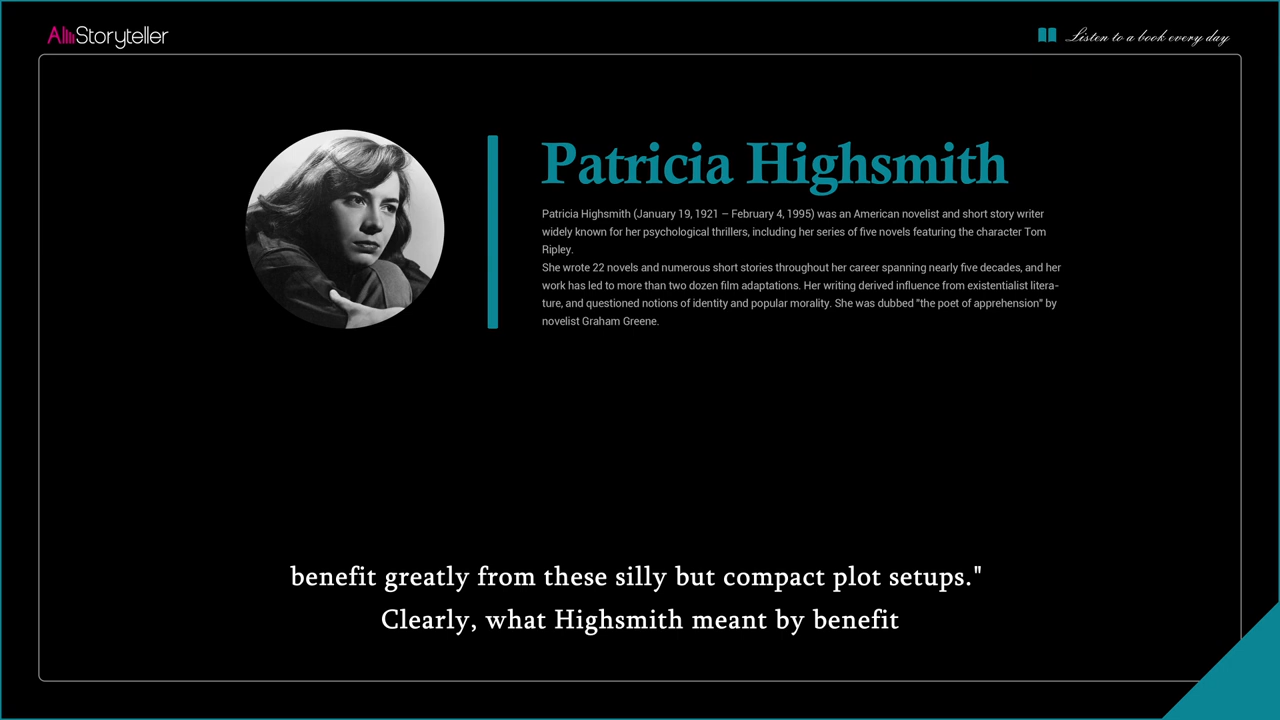 AllStoryteller
Listen to a book every day
Patricia Highsmith
Patricia Highsmith (January 19, 1921 – February 4, 1995) was an American novelist and short story writer
widely known for her psychological thrillers, including her series of five novels featuring the character Tom
Ripley.
She wrote 22 novels and numerous short stories throughout her career spanning nearly five decades, and her
work has led to more than two dozen film adaptations. Her writing derived influence from existentialist litera-
ture, and questioned notions of identity and popular morality. She was dubbed "the poet of apprehension" by
novelist Graham Greene.
benefit greatly from these silly but compact plot setups."
Clearly, what Highsmith meant by benefit